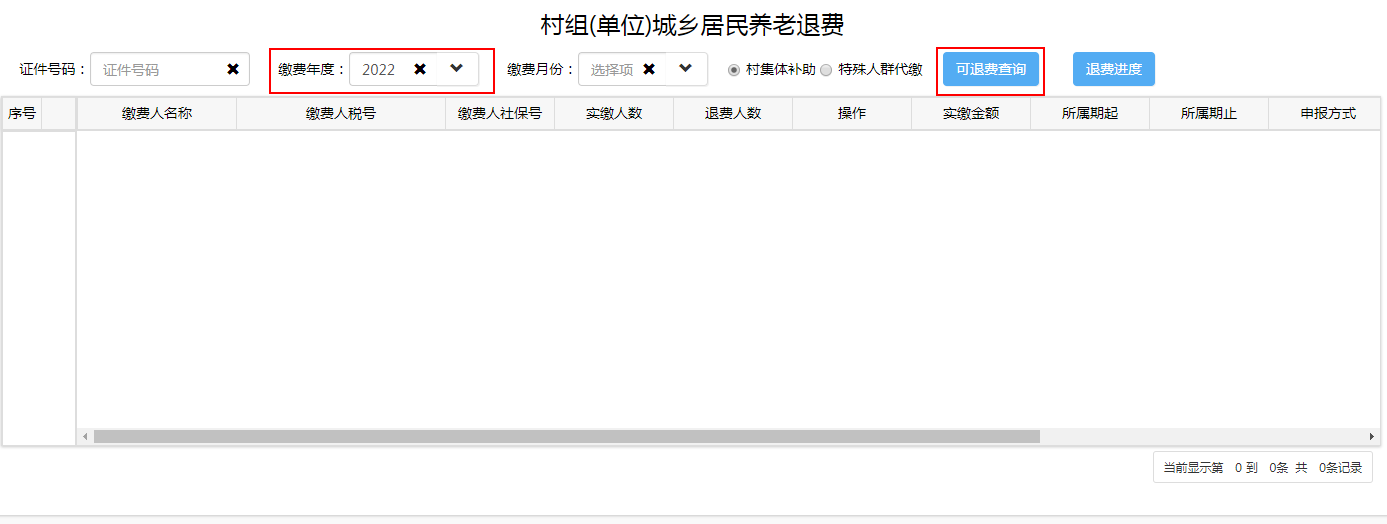 村组(单位)城乡居民养老退费
证件号码： 证件号码 缴费年度： 2022 缴费月份： 选择项 村集体补助 特殊人群代缴 可退费查询 退费进度
序号 缴费人名称 缴费人税号 缴费人社保号 实缴人数 退费人数 操作 实缴金额 所属期起 所属期止 申报方式
当前显示第 0 到 0条 共 0条记录